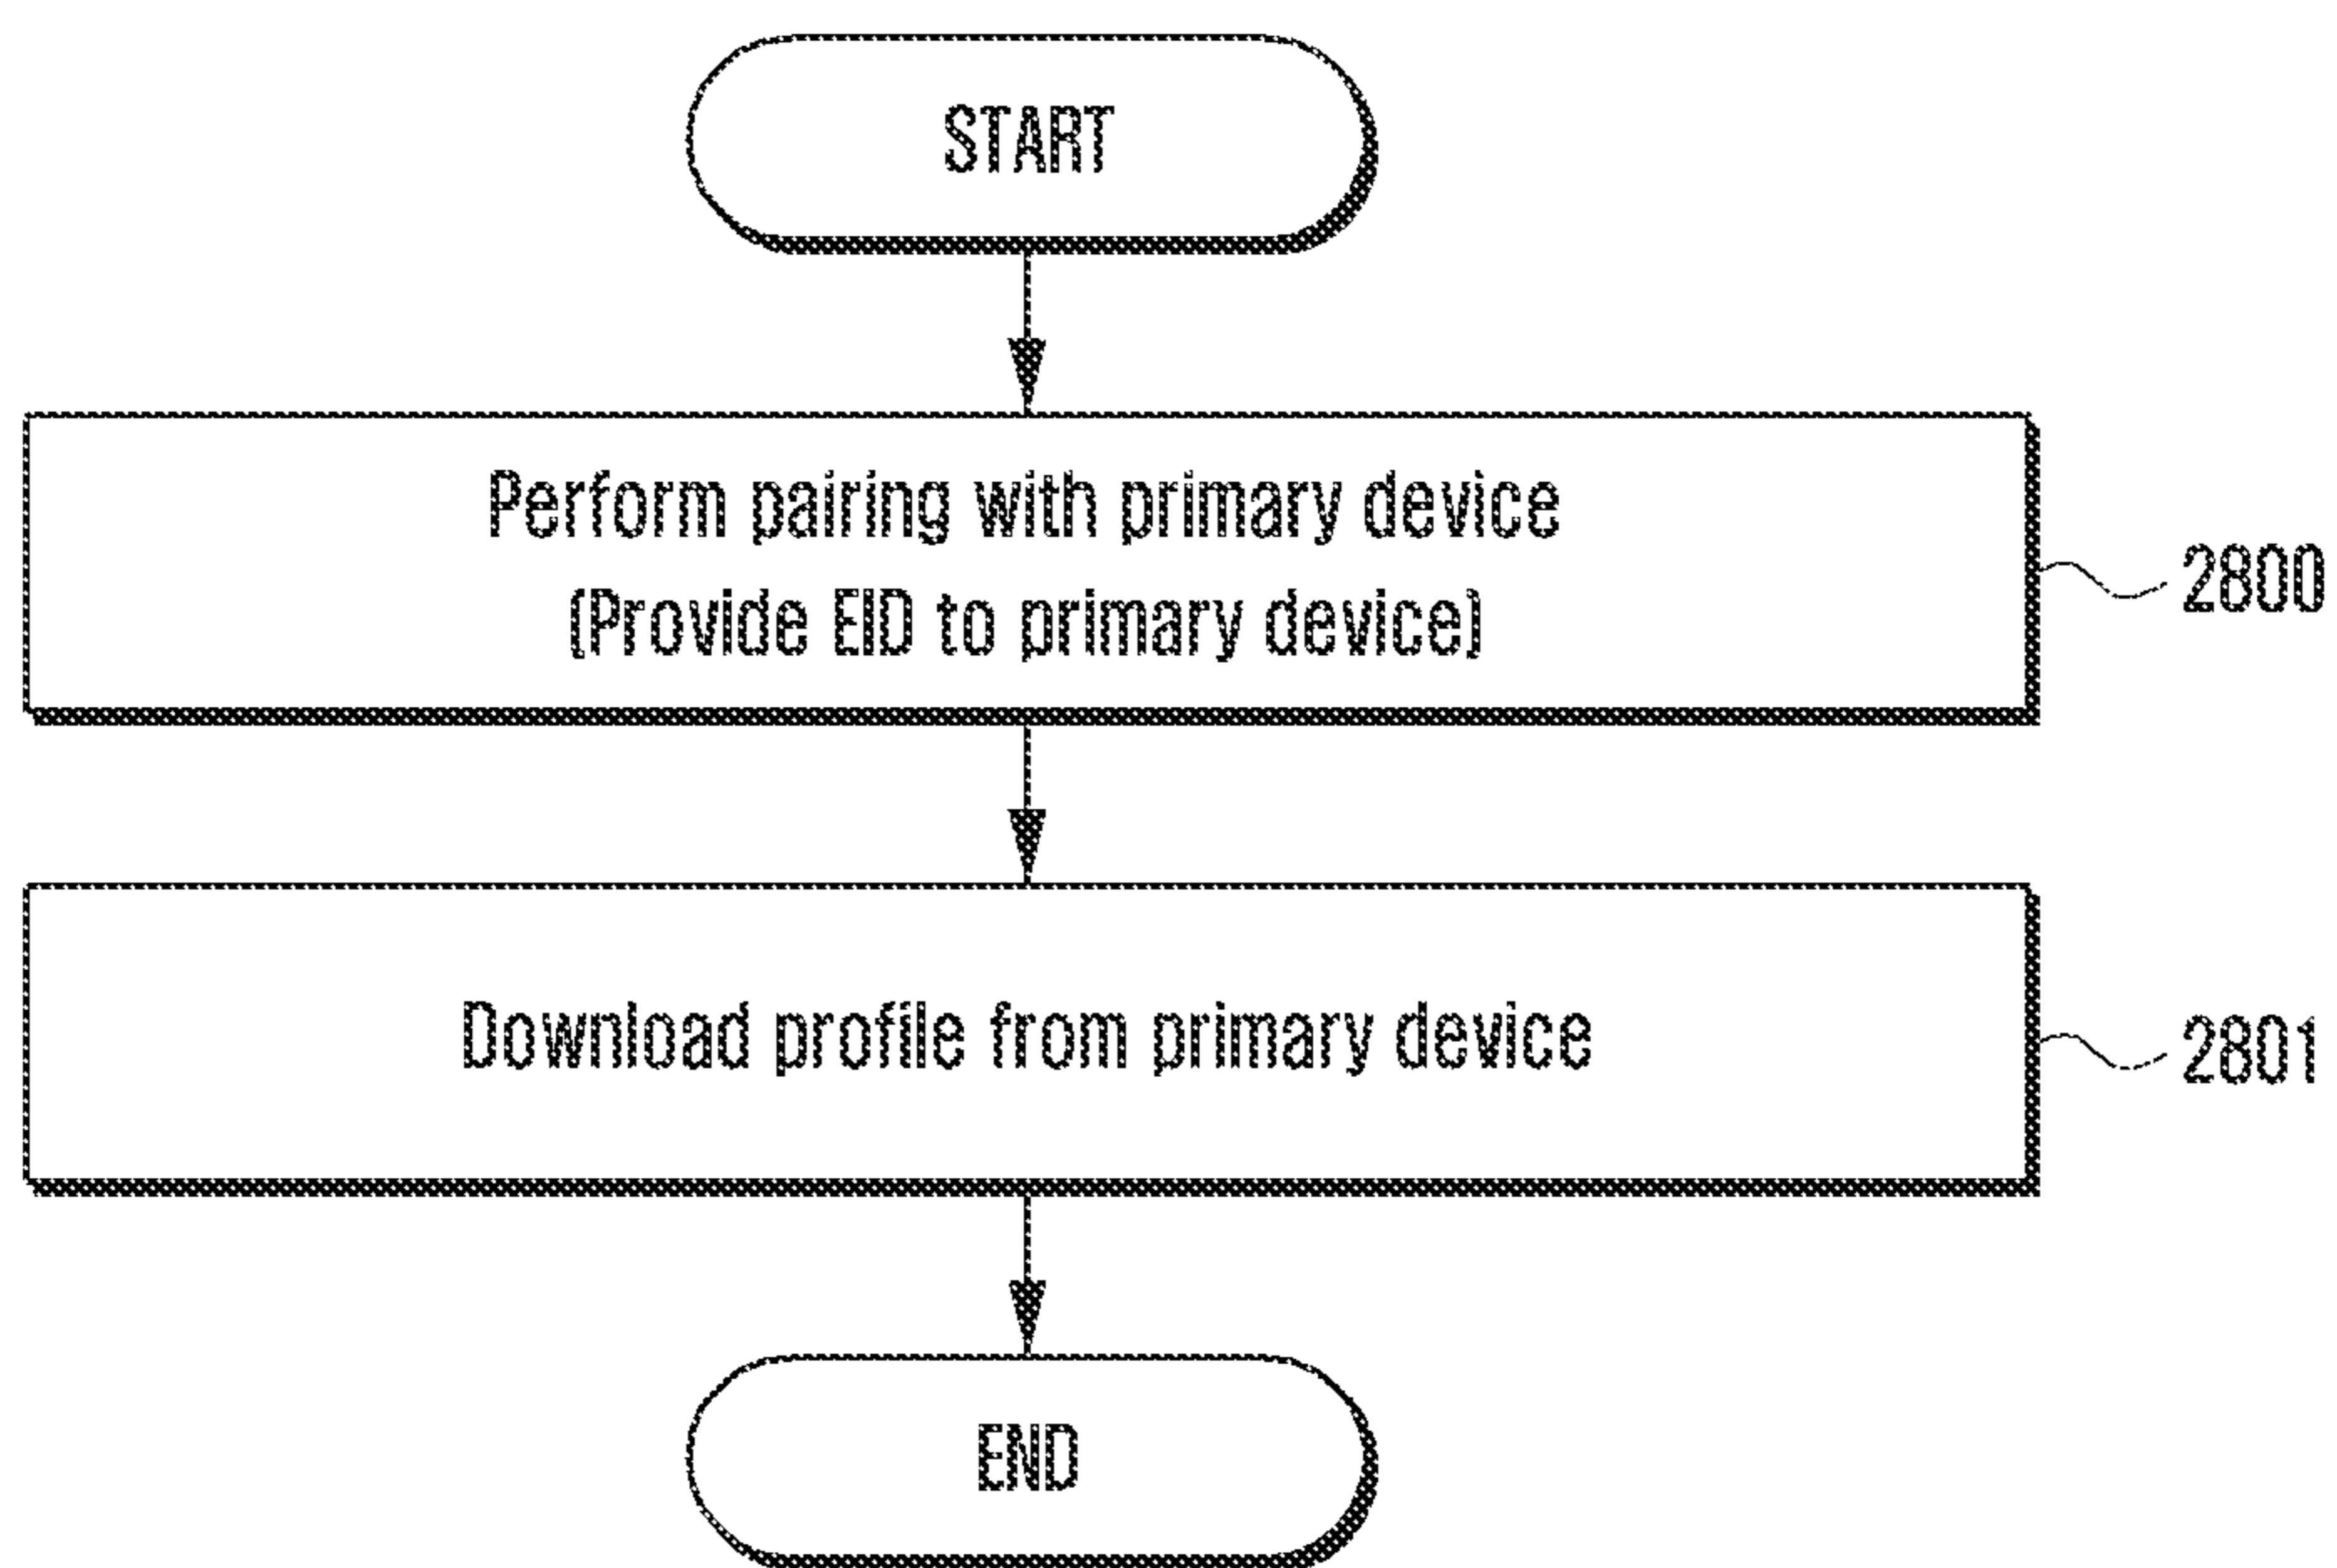 START
Perform pairing with primary device
(Provide EID to primary device)
2800
Download profile from primary device
2801
END